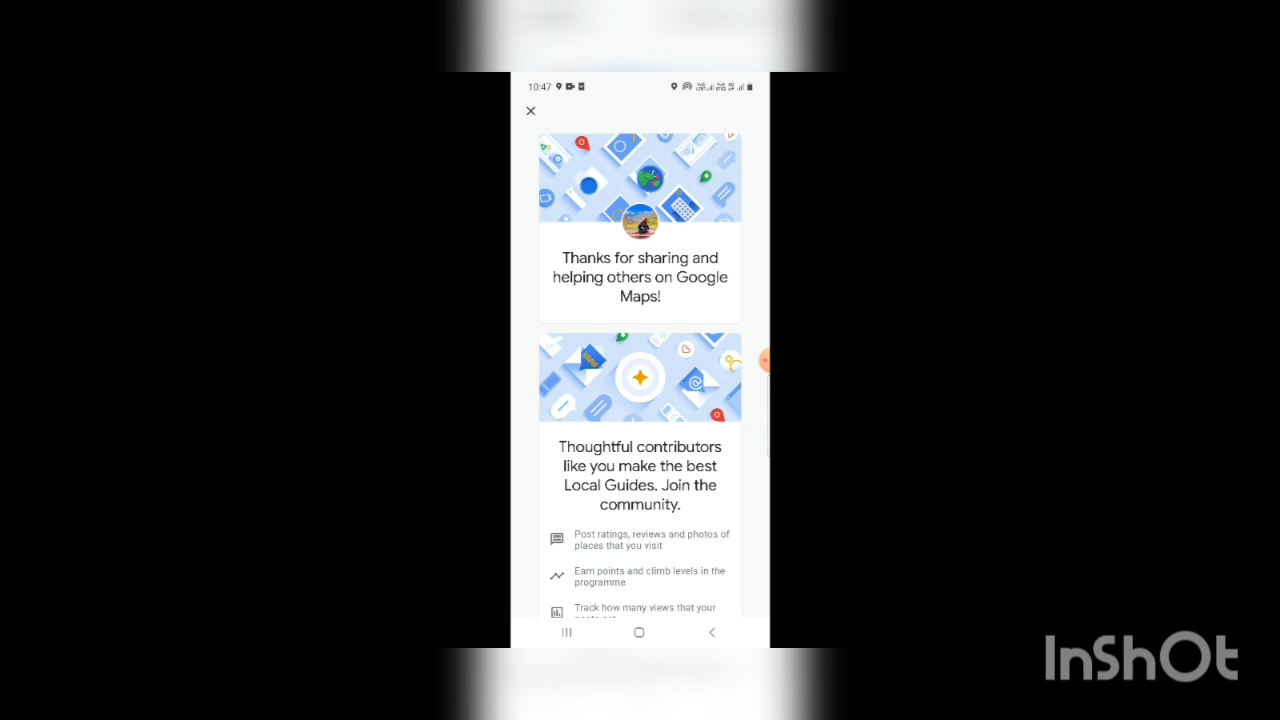 10:47
Thanks for sharing and
helping others on Google
Maps!
Thoughtful contributors
like you make the best
Local Guides. Join the
community.
Post ratings, reviews and photos of
places that you visit
Earn points and climb levels in the
programme
Track how many views that your
InShOt